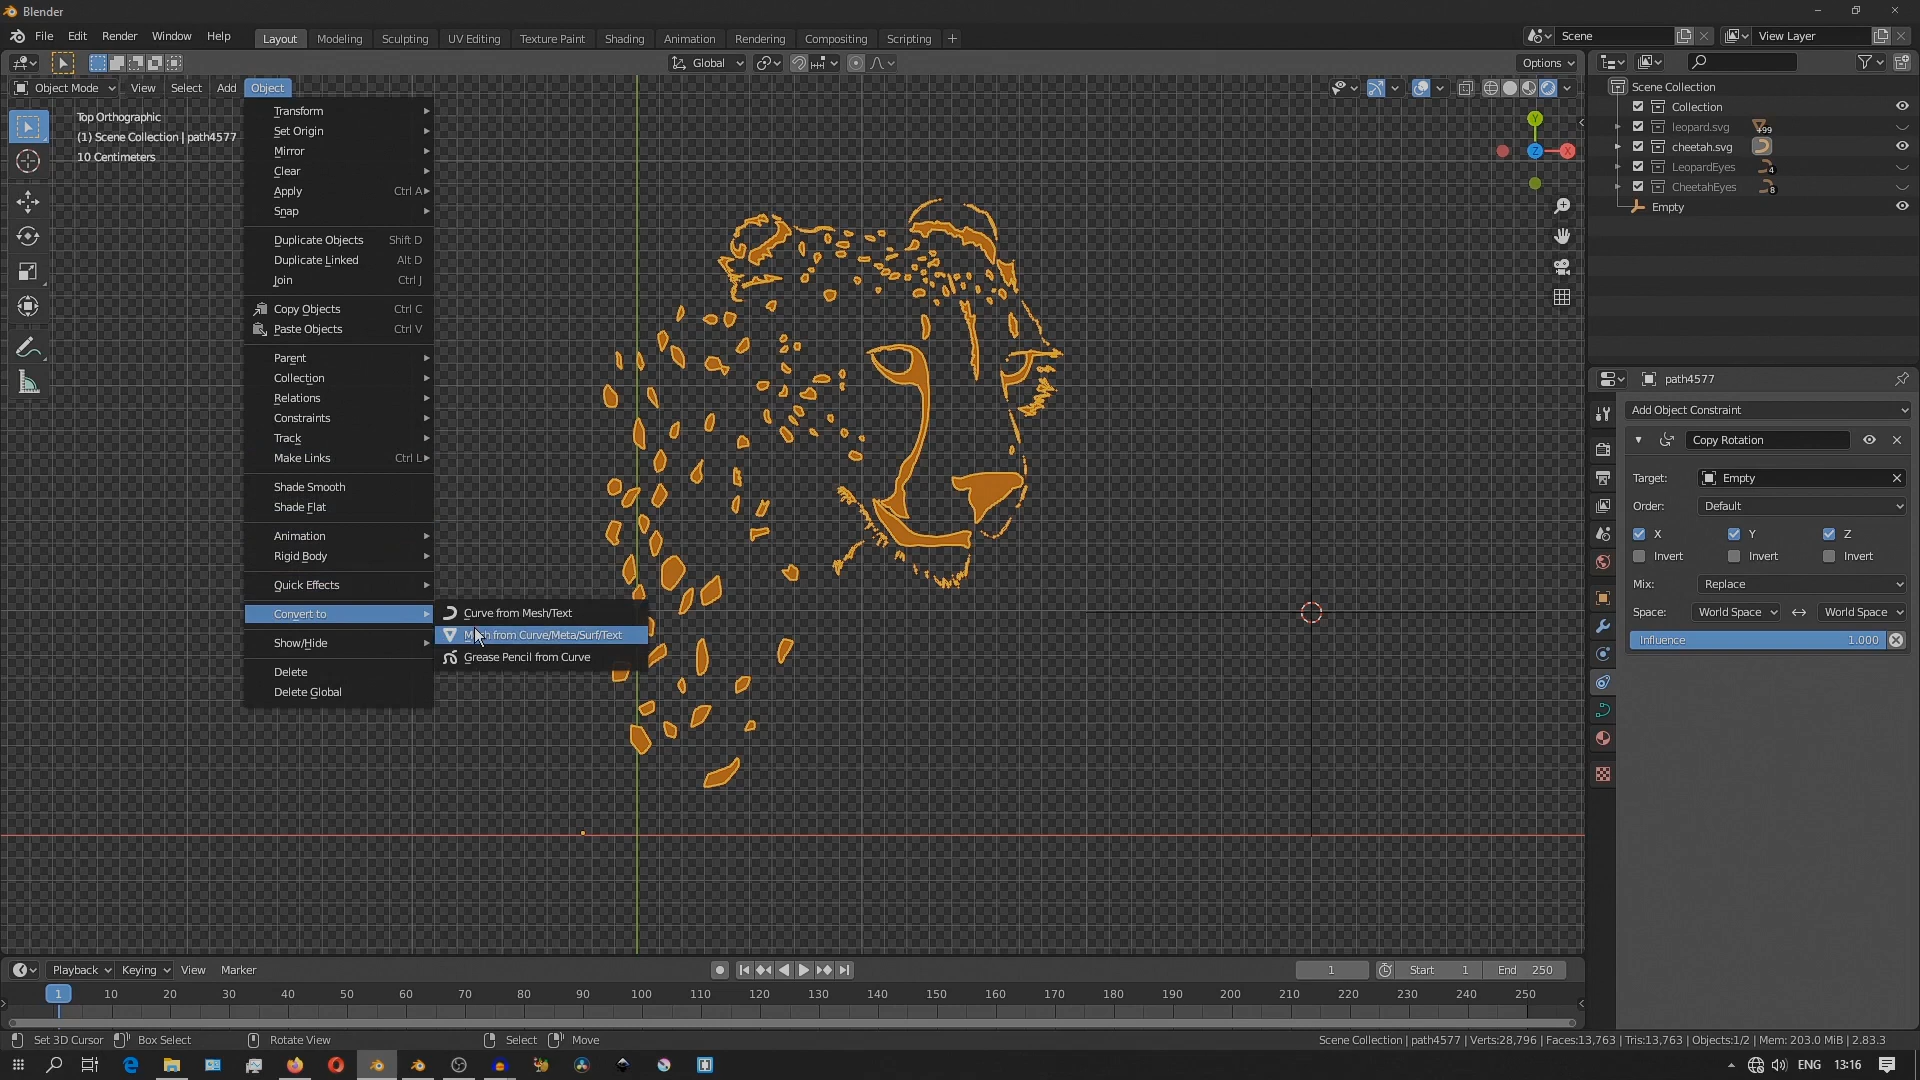 Blender
File Edit Render Window Help
Layout Modeling Sculpting UV Editing Texture Paint Shading Animation Rendering Compositing Scripting +
Scene
View Layer
Global
Options
Object Mode View Select Add Object
Top Orthographic
(1) Scene Collection | path4577
10 Centimeters
Transform
Set Origin
Mirror
Clear
Apply Ctrl A
Snap
Duplicate Objects Shift D
Duplicate Linked Alt D
Join Ctrl J
Copy Objects Ctrl C
Paste Objects Ctrl V
Parent
Collection
Relations
Constraints
Track
Make Links Ctrl L
Shade Smooth
Shade Flat
Animation
Rigid Body
Quick Effects
Convert to
Show/Hide
Delete
Delete Global
Curve from Mesh/Text
Mesh from Curve/Meta/Surf/Text
Grease Pencil from Curve
Y
Z
X
Scene Collection
Collection
leopard.svg +99
cheetah.svg
LeopardEyes 4
CheetahEyes 8
Empty
path4577
Add Object Constraint
Copy Rotation
Target: Empty
Order: Default
X Y Z
Invert Invert Invert
Mix: Replace
Space: World Space World Space
Influence 1.000
Playback Keying View Marker
1 Start 1 End 250
1 10 20 30 40 50 60 70 80 90 100 110 120 130 140 150 160 170 180 190 200 210 220 230 240 250
Set 3D Cursor Box Select Rotate View Select Move
Scene Collection | path4577 | Verts:28,796 | Faces:13,763 | Tris:13,763 | Objects:1/2 | Mem: 203.0 MiB | 2.83.3
ENG 13:16